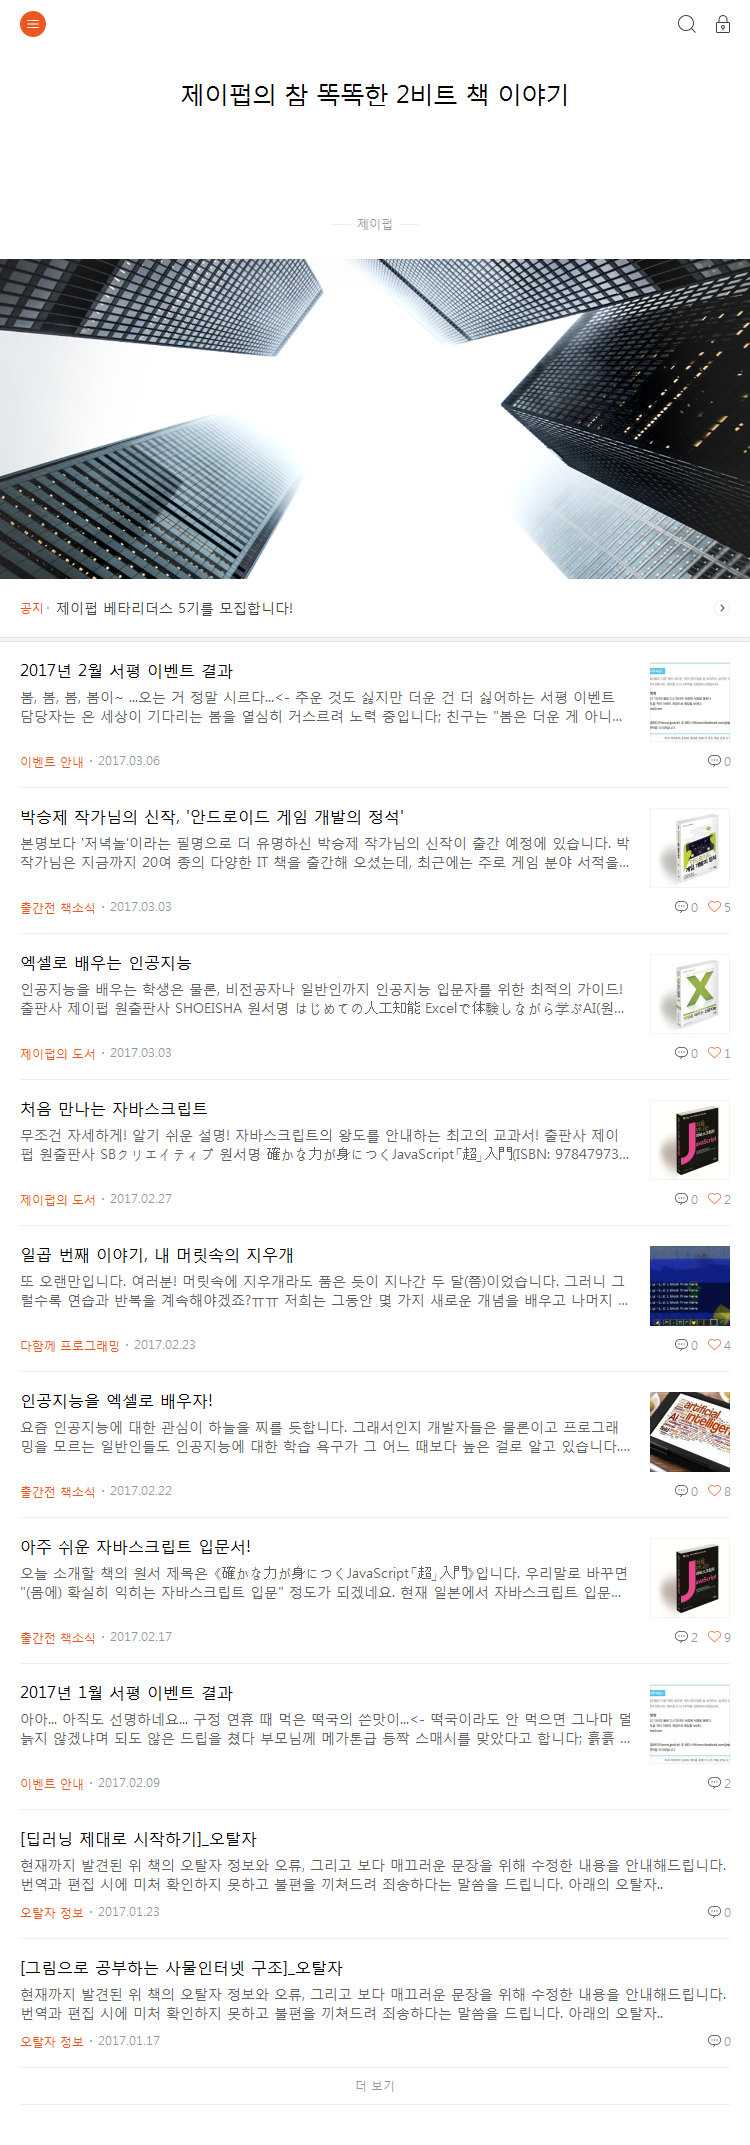 제이펍의 참 똑똑한 2비트 책 이야기
제이펍
공지 · 제이펍 베타리더스 5기를 모집합니다!
2017년 2월 서평 이벤트 결과
봄, 봄, 봄, 봄이~ ...오는 거 정말 시르다...<- 추운 것도 싫지만 더운 건 더 싫어하는 서평 이벤트
담당자는 온 세상이 기다리는 봄을 열심히 거스르려 노력 중입니다; 친구는 "봄은 더운 게 아니...
이벤트 안내 · 2017.03.06
0
박승제 작가님의 신작, '안드로이드 게임 개발의 정석'
본명보다 '저녁놀'이라는 필명으로 더 유명하신 박승제 작가님의 신작이 출간 예정에 있습니다. 박
작가님은 지금까지 20여 종의 다양한 IT 책을 출간해 오셨는데, 최근에는 주로 게임 분야 서적을...
출간전 책소식 · 2017.03.03
0 5
엑셀로 배우는 인공지능
인공지능을 배우는 학생은 물론, 비전공자나 일반인까지 인공지능 입문자를 위한 최적의 가이드!
출판사 제이펍 원출판사 SHOEISHA 원서명 はじめての人工知能 Excelで体験しながら学ぶAI(원...
제이펍의 도서 · 2017.03.03
0 1
처음 만나는 자바스크립트
무조건 자세하게! 알기 쉬운 설명! 자바스크립트의 왕도를 안내하는 최고의 교과서! 출판사 제이
펍 원출판사 SBクリエイティブ 원서명 確かな力が身につくJavaScript「超」入門(ISBN: 97847973...
제이펍의 도서 · 2017.02.27
0 2
일곱 번째 이야기, 내 머릿속의 지우개
또 오랜만입니다. 여러분! 머릿속에 지우개라도 품은 듯이 지나간 두 달(쯤)이었습니다. 그러니 그
럴수록 연습과 반복을 계속해야겠죠?ㅠㅠ 저희는 그동안 몇 가지 새로운 개념을 배우고 나머지 ...
다함께 프로그래밍 · 2017.02.23
0 4
인공지능을 엑셀로 배우자!
요즘 인공지능에 대한 관심이 하늘을 찌를 듯합니다. 그래서인지 개발자들은 물론이고 프로그래
밍을 모르는 일반인들도 인공지능에 대한 학습 욕구가 그 어느 때보다 높은 걸로 알고 있습니다....
artificial
intelligen
출간전 책소식 · 2017.02.22
0 8
아주 쉬운 자바스크립트 입문서!
오늘 소개할 책의 원서 제목은 《確かな力が身につくJavaScript「超」入門》입니다. 우리말로 바꾸면
"(몸에) 확실히 익히는 자바스크립트 입문" 정도가 되겠네요. 현재 일본에서 자바스크립트 입문...
출간전 책소식 · 2017.02.17
2 9
2017년 1월 서평 이벤트 결과
아아... 아직도 선명하네요... 구정 연휴 때 먹은 떡국의 쓴맛이...<- 떡국이라도 안 먹으면 그나마 덜
늙지 않겠냐며 되도 않은 드립을 쳤다 부모님께 메가톤급 등짝 스매시를 맞았다고 합니다; 흙흙 ...
이벤트 안내 · 2017.02.09
2
[딥러닝 제대로 시작하기]_오탈자
현재까지 발견된 위 책의 오탈자 정보와 오류, 그리고 보다 매끄러운 문장을 위해 수정한 내용을 안내해드립니다.
번역과 편집 시에 미처 확인하지 못하고 불편을 끼쳐드려 죄송하다는 말씀을 드립니다. 아래의 오탈자..
오탈자 정보 · 2017.01.23
0
[그림으로 공부하는 사물인터넷 구조]_오탈자
현재까지 발견된 위 책의 오탈자 정보와 오류, 그리고 보다 매끄러운 문장을 위해 수정한 내용을 안내해드립니다.
번역과 편집 시에 미처 확인하지 못하고 불편을 끼쳐드려 죄송하다는 말씀을 드립니다. 아래의 오탈자..
오탈자 정보 · 2017.01.17
0
더 보기